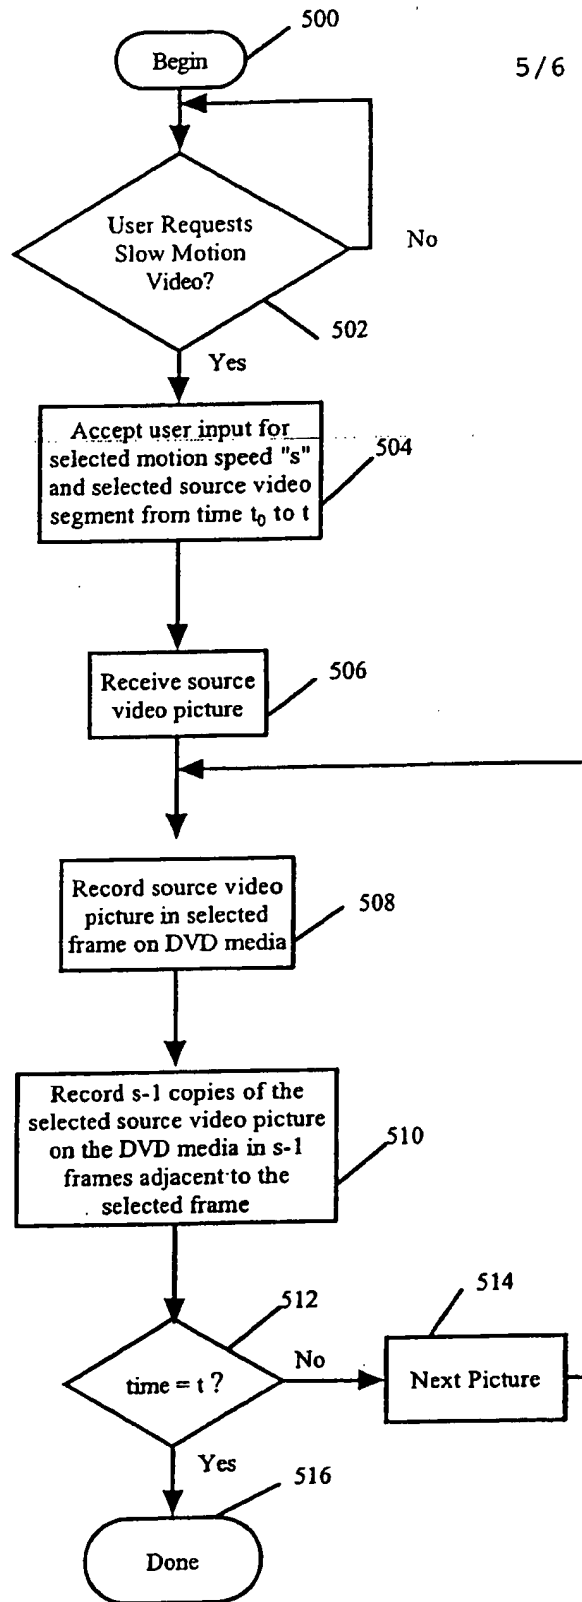 500
Begin
5/6
User Requests
Slow Motion
Video?
No
502
Yes
Accept user input for
selected motion speed "s"
and selected source video
segment from time t₀ to t
504
Receive source
video picture
506
Record source video
picture in selected
frame on DVD media
508
Record s-1 copies of the
selected source video picture
on the DVD media in s-1
frames adjacent to the
selected frame
510
512
time = t ?
No
514
Next Picture
Yes
516
Done